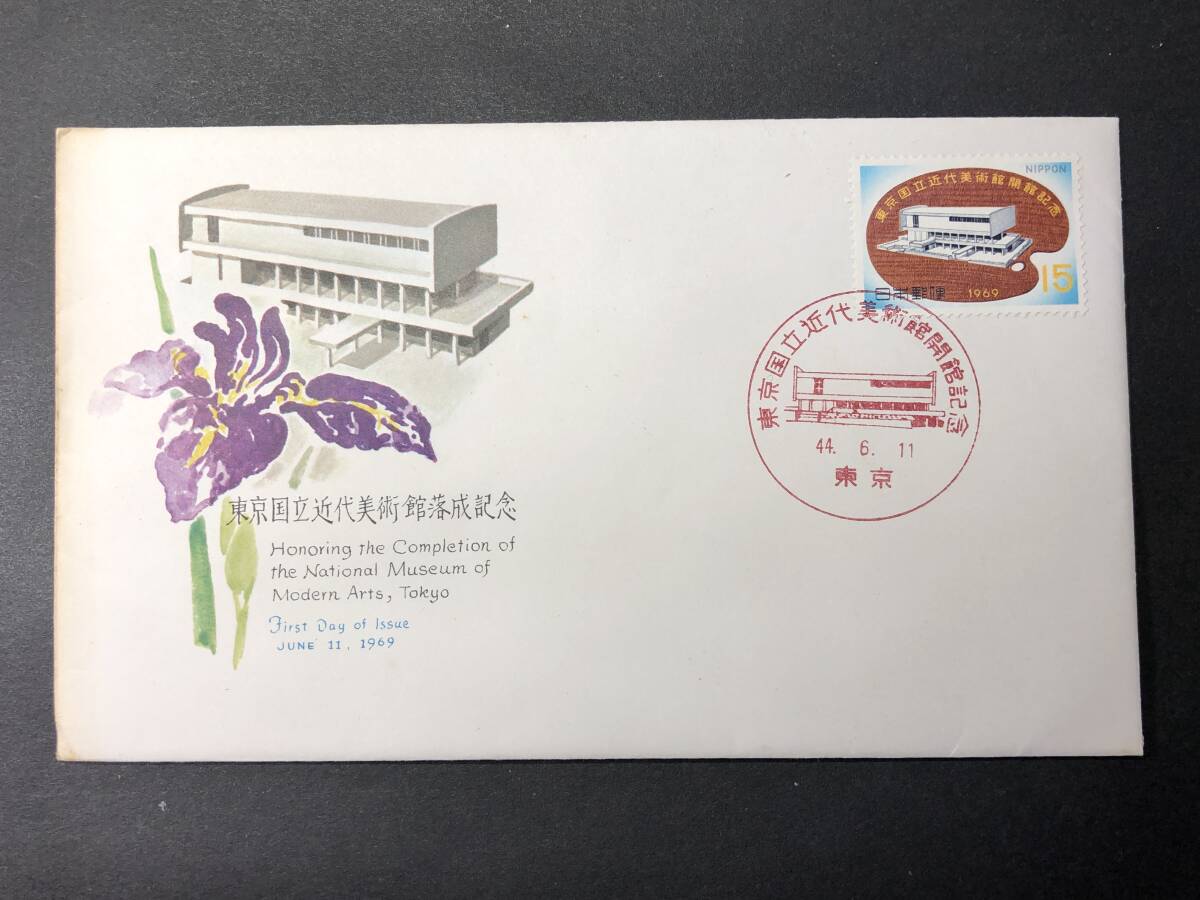 東京国立近代美術館落成記念
Honoring the Completion of
the National Museum of
Modern Arts, Tokyo
First Day of Issue
JUNE 11, 1969
NIPPON
東京国立近代美術館開館記念
15
日本郵便 1969
東京国立近代美術館開館記念
44. 6. 11
東京